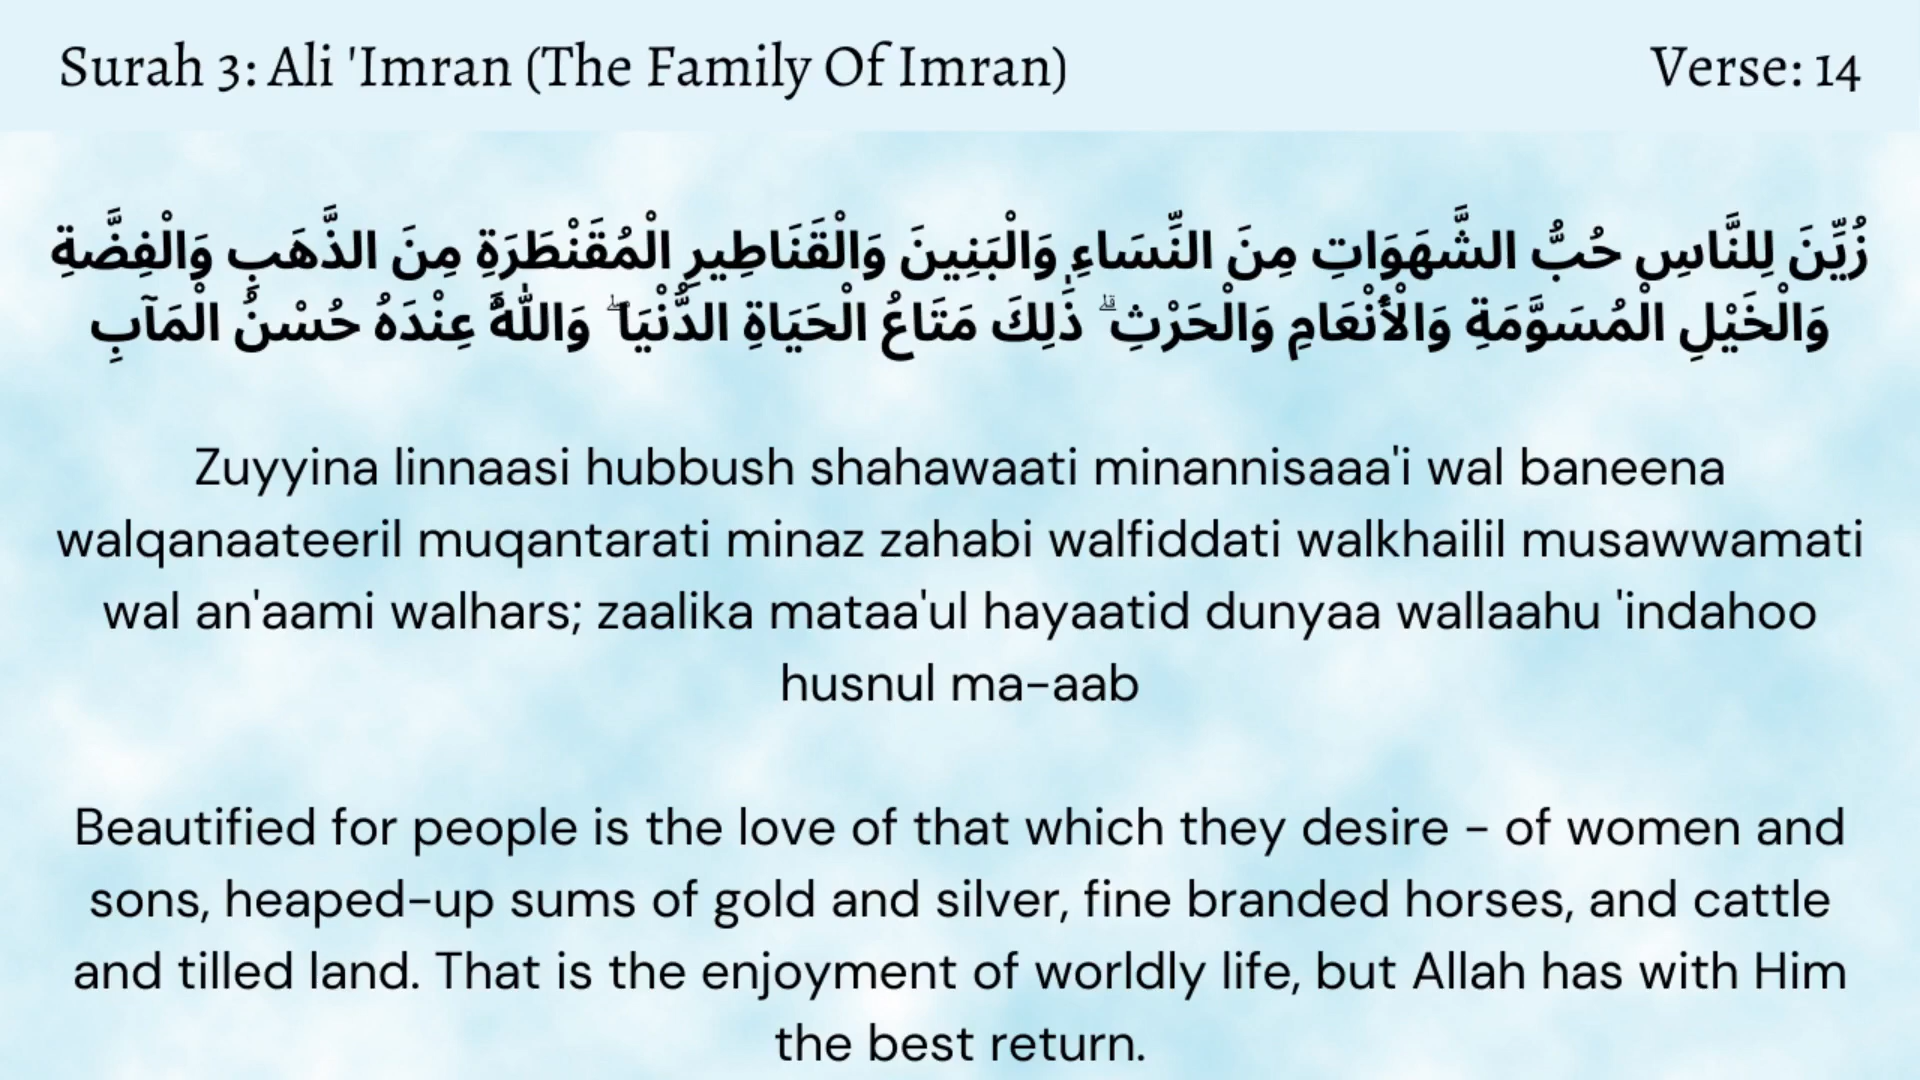 Surah 3: Ali 'Imran (The Family Of Imran)
Verse: 14
زُيِّنَ لِلنَّاسِ حُبُّ الشَّهَوَاتِ مِنَ النِّسَاءِ وَالْبَنِينَ وَالْقَنَاطِيرِ الْمُقَنْطَرَةِ مِنَ الذَّهَبِ وَالْفِضَّةِ
وَالْخَيْلِ الْمُسَوَّمَةِ وَالْأَنْعَامِ وَالْحَرْثِ ۗ ذَٰلِكَ مَتَاعُ الْحَيَاةِ الدُّنْيَا ۖ وَاللَّهُ عِنْدَهُ حُسْنُ الْمَآبِ
Zuyyina linnaasi hubbush shahawaati minannisaaa'i wal baneena
walqanaateeril muqantarati minaz zahabi walfiddati walkhailil musawwamati
wal an'aami walhars; zaalika mataa'ul hayaatid dunyaa wallaahu 'indahoo
husnul ma-aab
Beautified for people is the love of that which they desire - of women and
sons, heaped-up sums of gold and silver, fine branded horses, and cattle
and tilled land. That is the enjoyment of worldly life, but Allah has with Him
the best return.